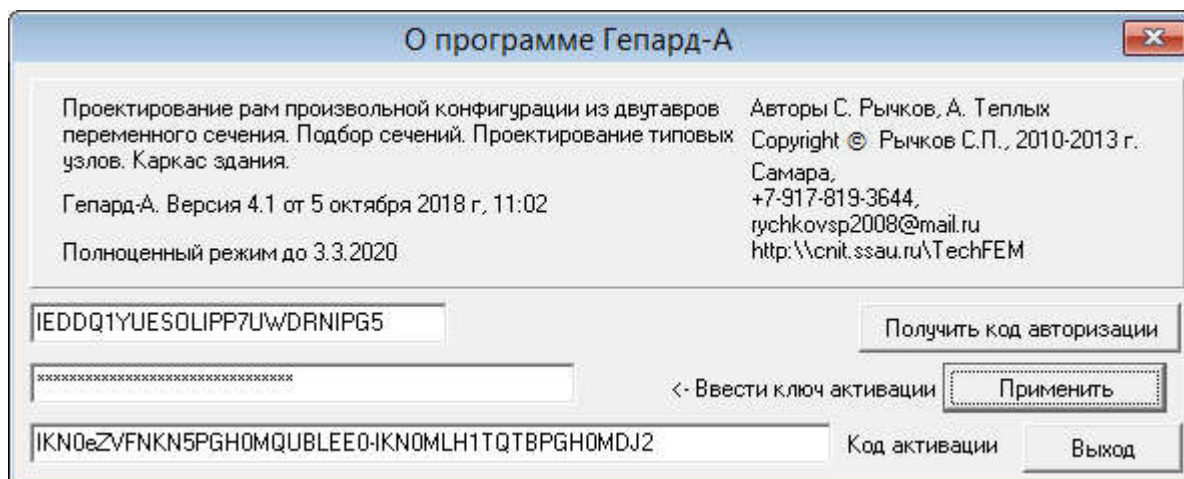 О программе Гепард-А
Проектирование рам произвольной конфигурации из двутавров
переменного сечения. Подбор сечений. Проектирование типовых
узлов. Каркас здания.
Гепард-А. Версия 4.1 от 5 октября 2018 г, 11:02
Полноценный режим до 3.3.2020
Авторы С. Рычков, А. Теплых
Copyright © Рычков С.П., 2010-2013 г.
Самара,
+7-917-819-3644,
rychkovsp2008@mail.ru
http:\\cnit.ssau.ru\TechFEM
IEDDQ1YUESOLIPP7UWDRNIPG5
Получить код авторизации
********************************
<- Ввести ключ активации
Применить
IKN0eZVFNKN5PGH0MQUBLEE0-IKN0MLH1TQTBPGH0MDJ2
Код активации
Выход